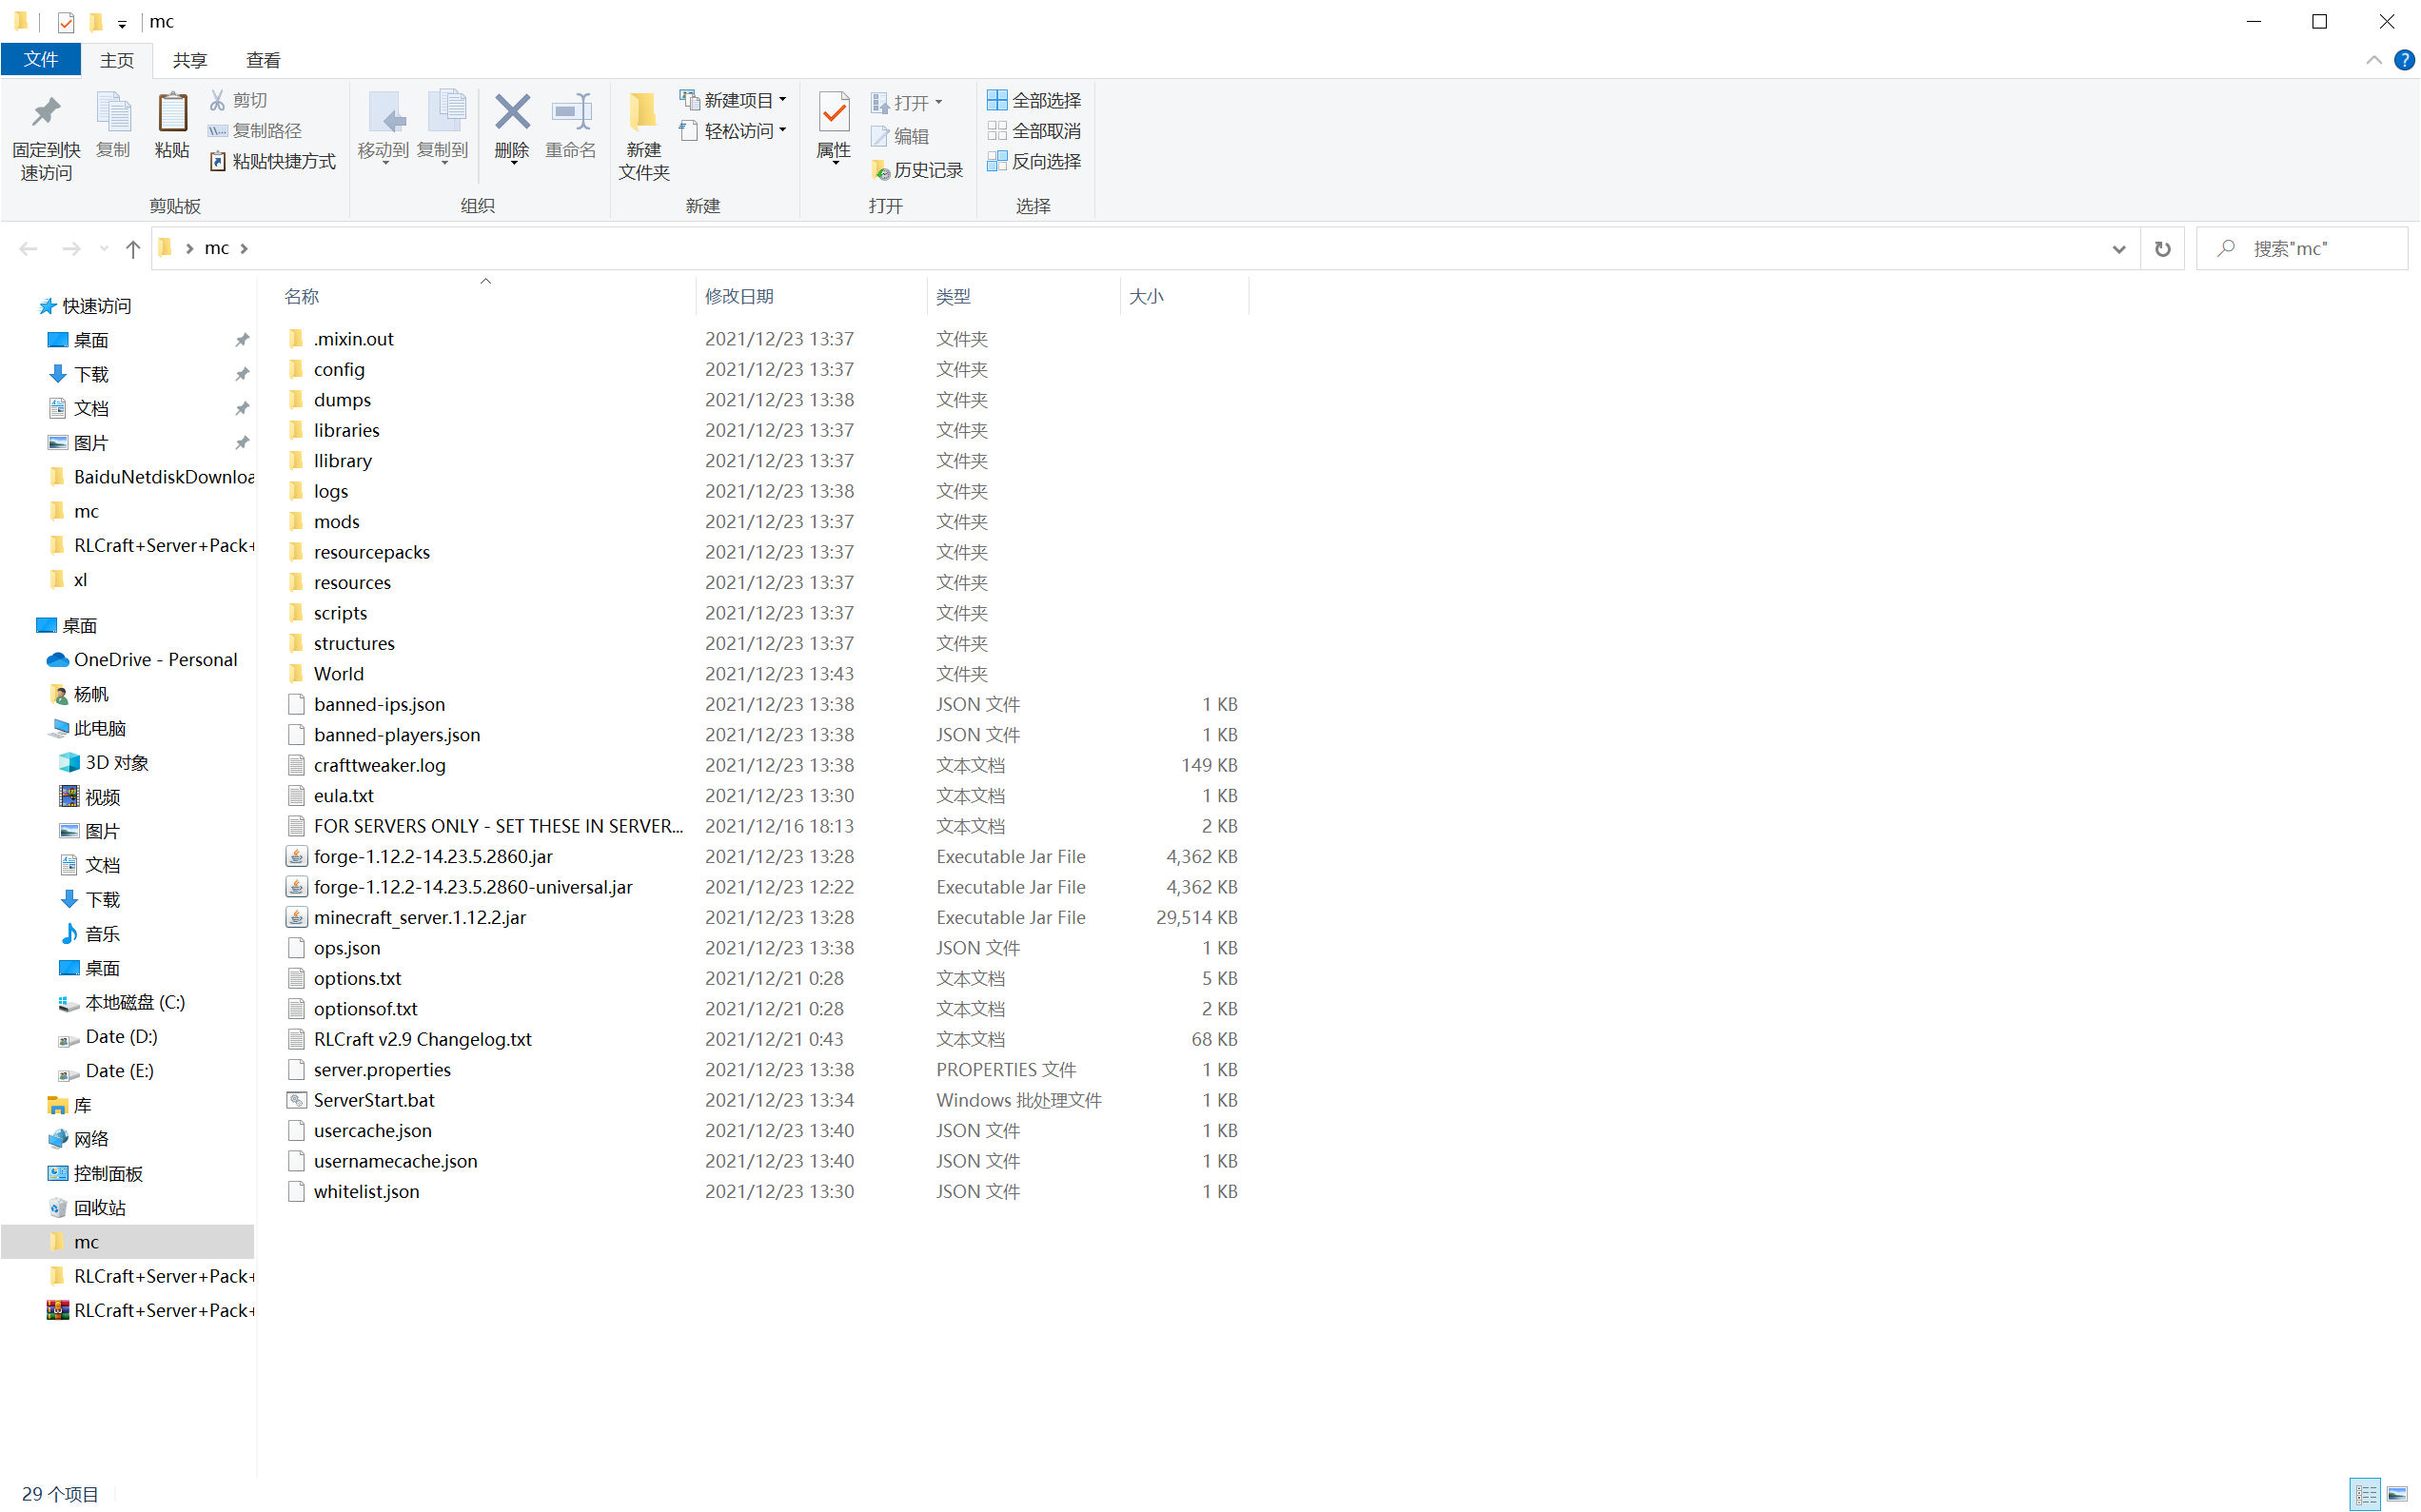 mc
文件 主页 共享 查看
固定到快速访问 复制 粘贴 剪切 复制路径 粘贴快捷方式 移动到 复制到 删除 重命名 新建文件夹 新建项目 轻松访问 属性 打开 编辑 历史记录 全部选择 全部取消 反向选择
剪贴板 组织 新建 打开 选择
mc 搜索"mc"
名称 修改日期 类型 大小
.mixin.out 2021/12/23 13:37 文件夹
config 2021/12/23 13:37 文件夹
dumps 2021/12/23 13:38 文件夹
libraries 2021/12/23 13:37 文件夹
llibrary 2021/12/23 13:37 文件夹
logs 2021/12/23 13:38 文件夹
mods 2021/12/23 13:37 文件夹
resourcepacks 2021/12/23 13:37 文件夹
resources 2021/12/23 13:37 文件夹
scripts 2021/12/23 13:37 文件夹
structures 2021/12/23 13:37 文件夹
World 2021/12/23 13:43 文件夹
banned-ips.json 2021/12/23 13:38 JSON 文件 1 KB
banned-players.json 2021/12/23 13:38 JSON 文件 1 KB
crafttweaker.log 2021/12/23 13:38 文本文档 149 KB
eula.txt 2021/12/23 13:30 文本文档 1 KB
FOR SERVERS ONLY - SET THESE IN SERVER... 2021/12/16 18:13 文本文档 2 KB
forge-1.12.2-14.23.5.2860.jar 2021/12/23 13:28 Executable Jar File 4,362 KB
forge-1.12.2-14.23.5.2860-universal.jar 2021/12/23 12:22 Executable Jar File 4,362 KB
minecraft_server.1.12.2.jar 2021/12/23 13:28 Executable Jar File 29,514 KB
ops.json 2021/12/23 13:38 JSON 文件 1 KB
options.txt 2021/12/21 0:28 文本文档 5 KB
optionsof.txt 2021/12/21 0:28 文本文档 2 KB
RLCraft v2.9 Changelog.txt 2021/12/21 0:43 文本文档 68 KB
server.properties 2021/12/23 13:38 PROPERTIES 文件 1 KB
ServerStart.bat 2021/12/23 13:34 Windows 批处理文件 1 KB
usercache.json 2021/12/23 13:40 JSON 文件 1 KB
usernamecache.json 2021/12/23 13:40 JSON 文件 1 KB
whitelist.json 2021/12/23 13:30 JSON 文件 1 KB
快速访问
桌面
下载
文档
图片
BaiduNetdiskDownloa
mc
RLCraft+Server+Pack+
xl
桌面
OneDrive - Personal
杨帆
此电脑
3D 对象
视频
图片
文档
下载
音乐
桌面
本地磁盘 (C:)
Date (D:)
Date (E:)
库
网络
控制面板
回收站
mc
RLCraft+Server+Pack+
RLCraft+Server+Pack+
29 个项目